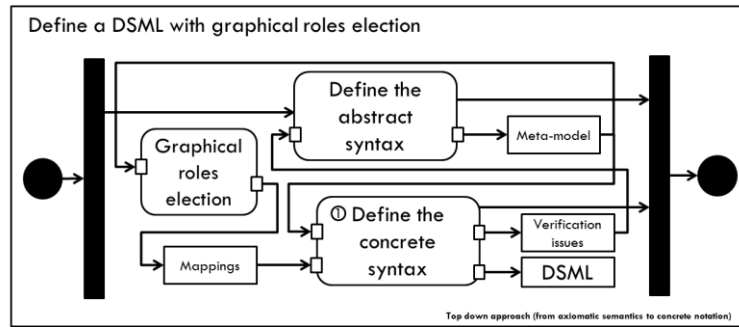 Define a DSML with graphical roles election
Define the
abstract
syntax
Meta-model
Graphical
roles
election
① Define the
concrete
syntax
Verification
issues
Mappings
DSML
Top down approach (from axiomatic semantics to concrete notation)